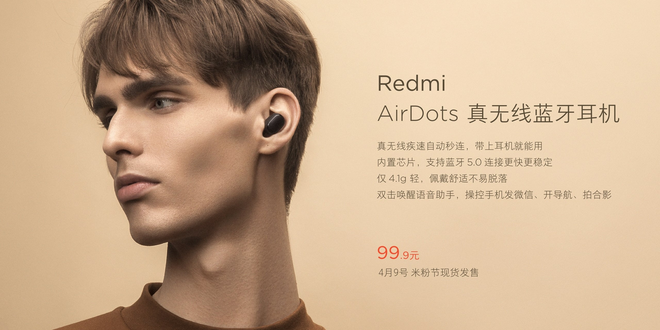 Redmi
AirDots 真无线蓝牙耳机
真无线疾速自动秒连，带上耳机就能用
内置芯片，支持蓝牙 5.0 连接更快更稳定
仅 4.1g 轻，佩戴舒适不易脱落
双击唤醒语音助手，操控手机发微信、开导航、拍合影
99.9元
4月9号 米粉节现货发售